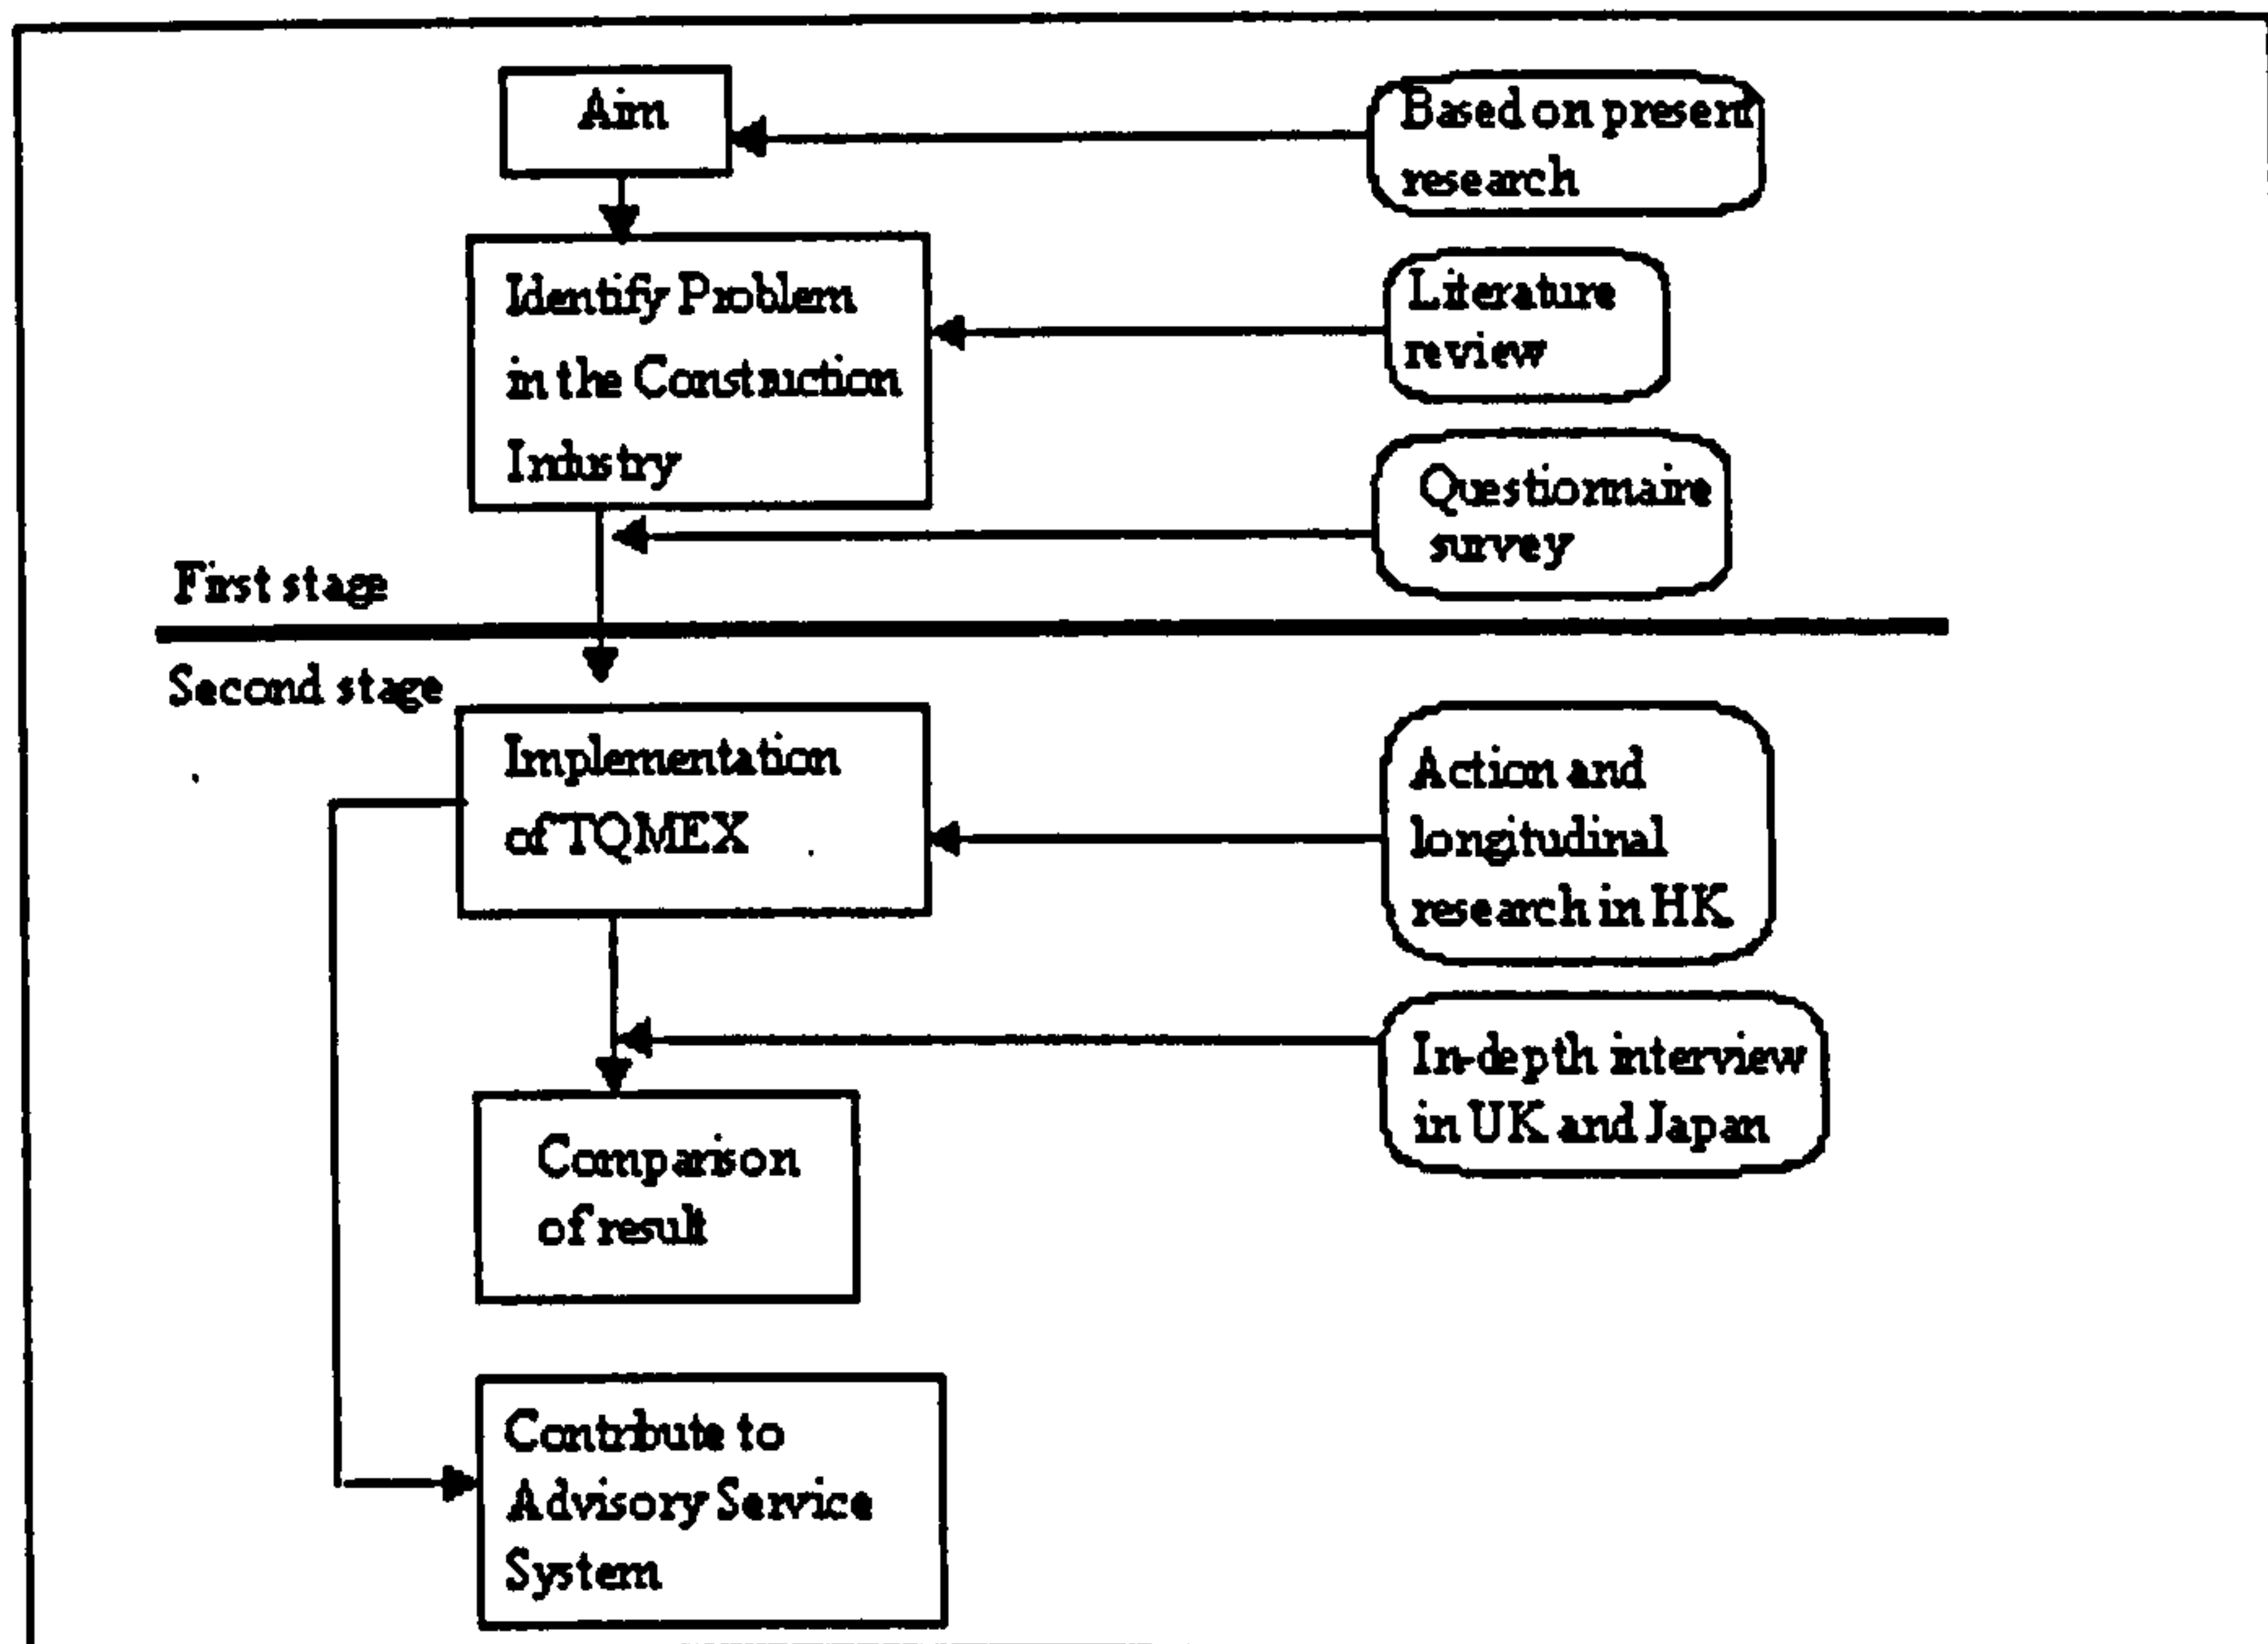 Aim
Based on present
research
Identify Problem
in the Construction
Industry
Literature
review
Questionnaire
survey
First stage
Second stage
Implementation
of TQMEX
Action and
longitudinal
research in HK
In-depth interview
in UK and Japan
Comparison
of result
Contribute to
Advisory Service
System